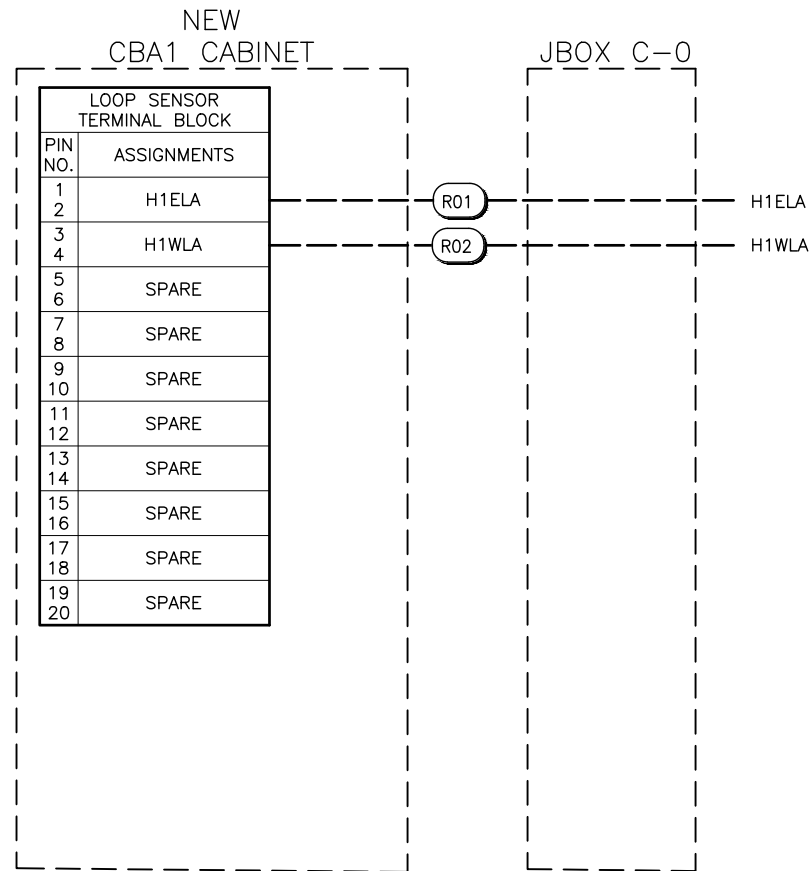 NEW
CBA1 CABINET
JBOX C-0
LOOP SENSOR
TERMINAL BLOCK
PIN
NO.
ASSIGNMENTS
1
2
H1ELA
R01
H1ELA
3
4
H1WLA
R02
H1WLA
5
6
SPARE
7
8
SPARE
9
10
SPARE
11
12
SPARE
13
14
SPARE
15
16
SPARE
17
18
SPARE
19
20
SPARE